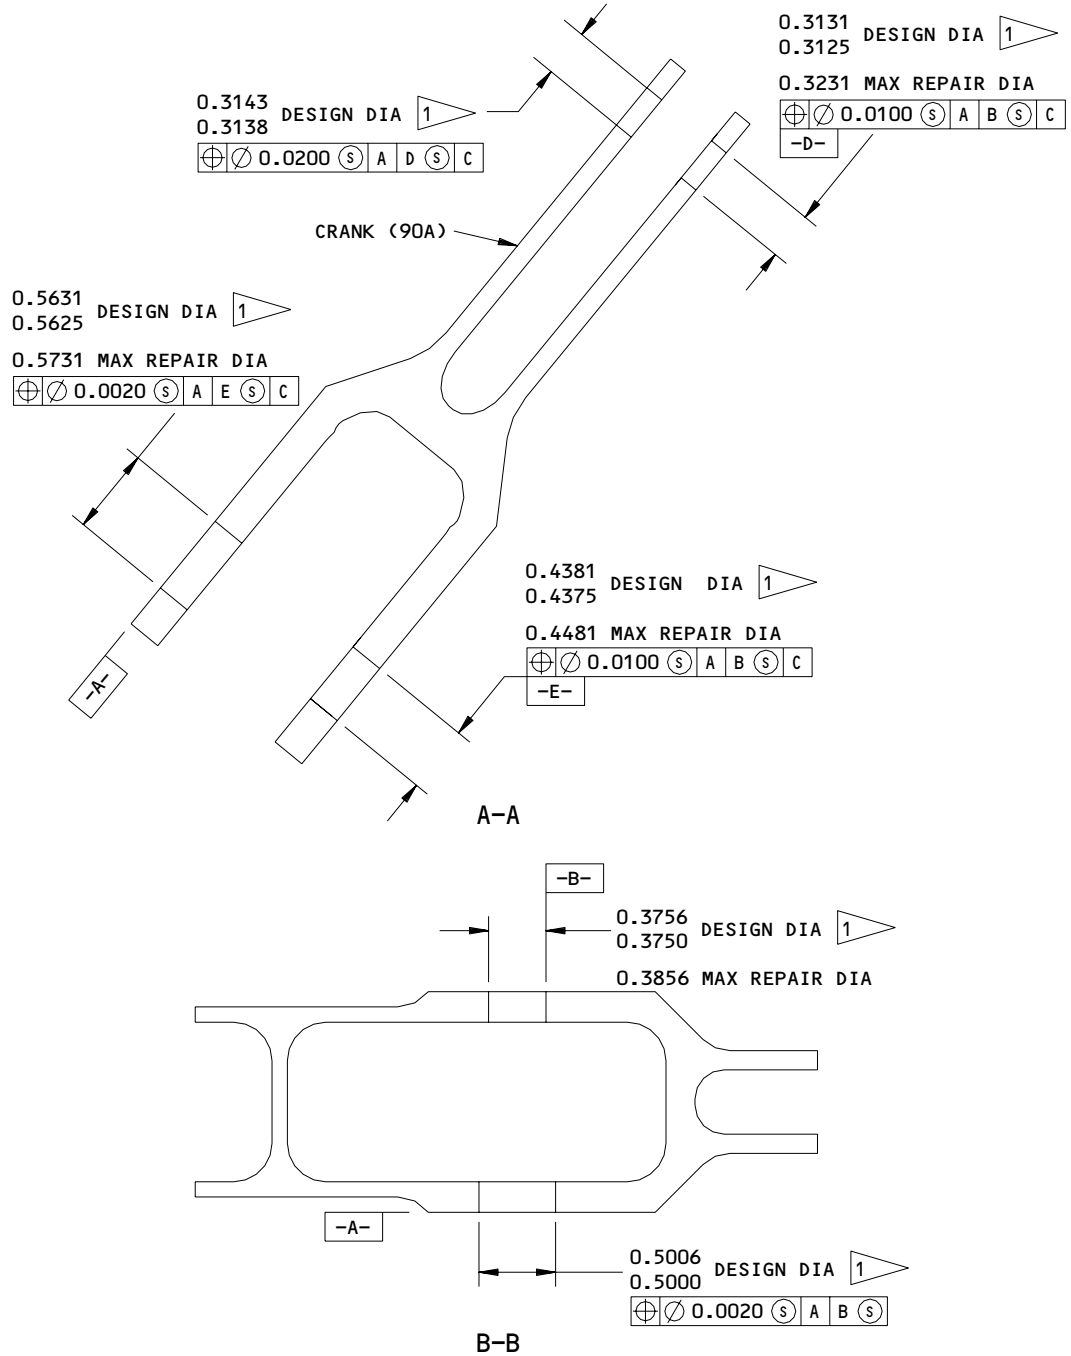 0.3131
0.3125 DESIGN DIA 1
0.3231 MAX REPAIR DIA
⌖ ⌀ 0.0100 Ⓢ A B Ⓢ C
-D-
0.3143
0.3138 DESIGN DIA 1
⌖ ⌀ 0.0200 Ⓢ A D Ⓢ C
CRANK (90A)
0.5631
0.5625 DESIGN DIA 1
0.5731 MAX REPAIR DIA
⌖ ⌀ 0.0020 Ⓢ A E Ⓢ C
-A-
0.4381
0.4375 DESIGN DIA 1
0.4481 MAX REPAIR DIA
⌖ ⌀ 0.0100 Ⓢ A B Ⓢ C
-E-
A-A
-B-
0.3756
0.3750 DESIGN DIA 1
0.3856 MAX REPAIR DIA
-A-
0.5006
0.5000 DESIGN DIA 1
⌖ ⌀ 0.0020 Ⓢ A B Ⓢ
B-B